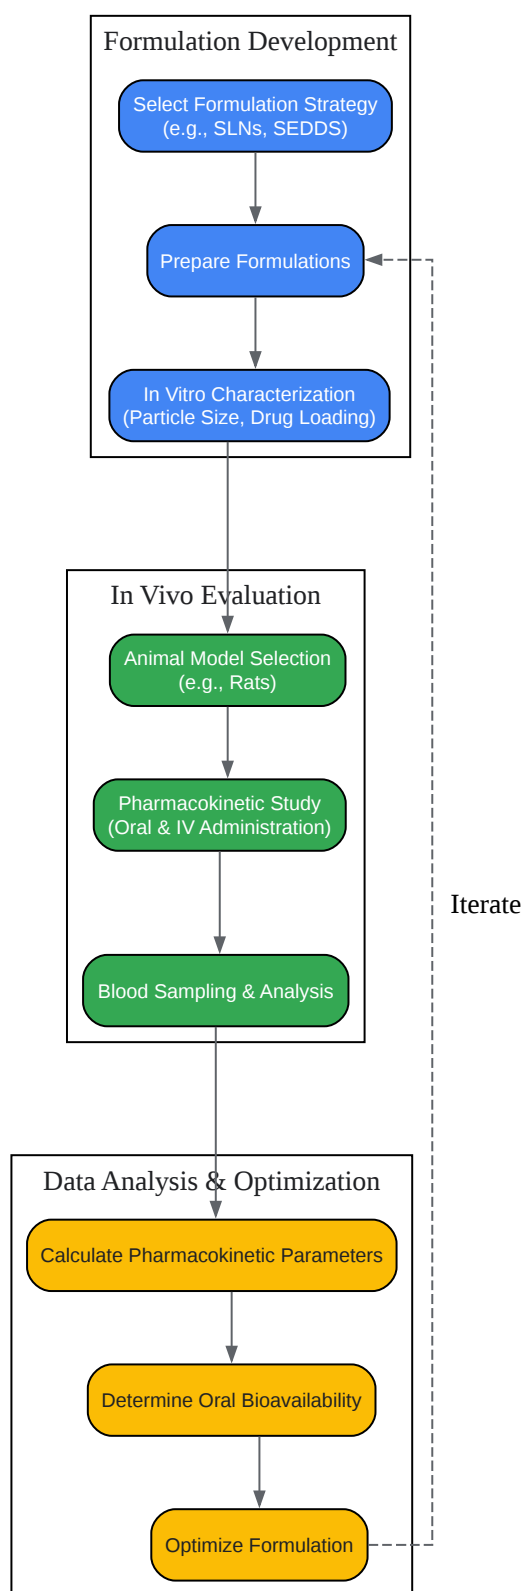 Formulation Development
Select Formulation Strategy
(e.g., SLNs, SEDDS)
Prepare Formulations
In Vitro Characterization
(Particle Size, Drug Loading)
In Vivo Evaluation
Animal Model Selection
(e.g., Rats)
Pharmacokinetic Study
(Oral & IV Administration)
Iterate
Blood Sampling & Analysis
Data Analysis & Optimization
Calculate Pharmacokinetic Parameters
Determine Oral Bioavailability
Optimize Formulation